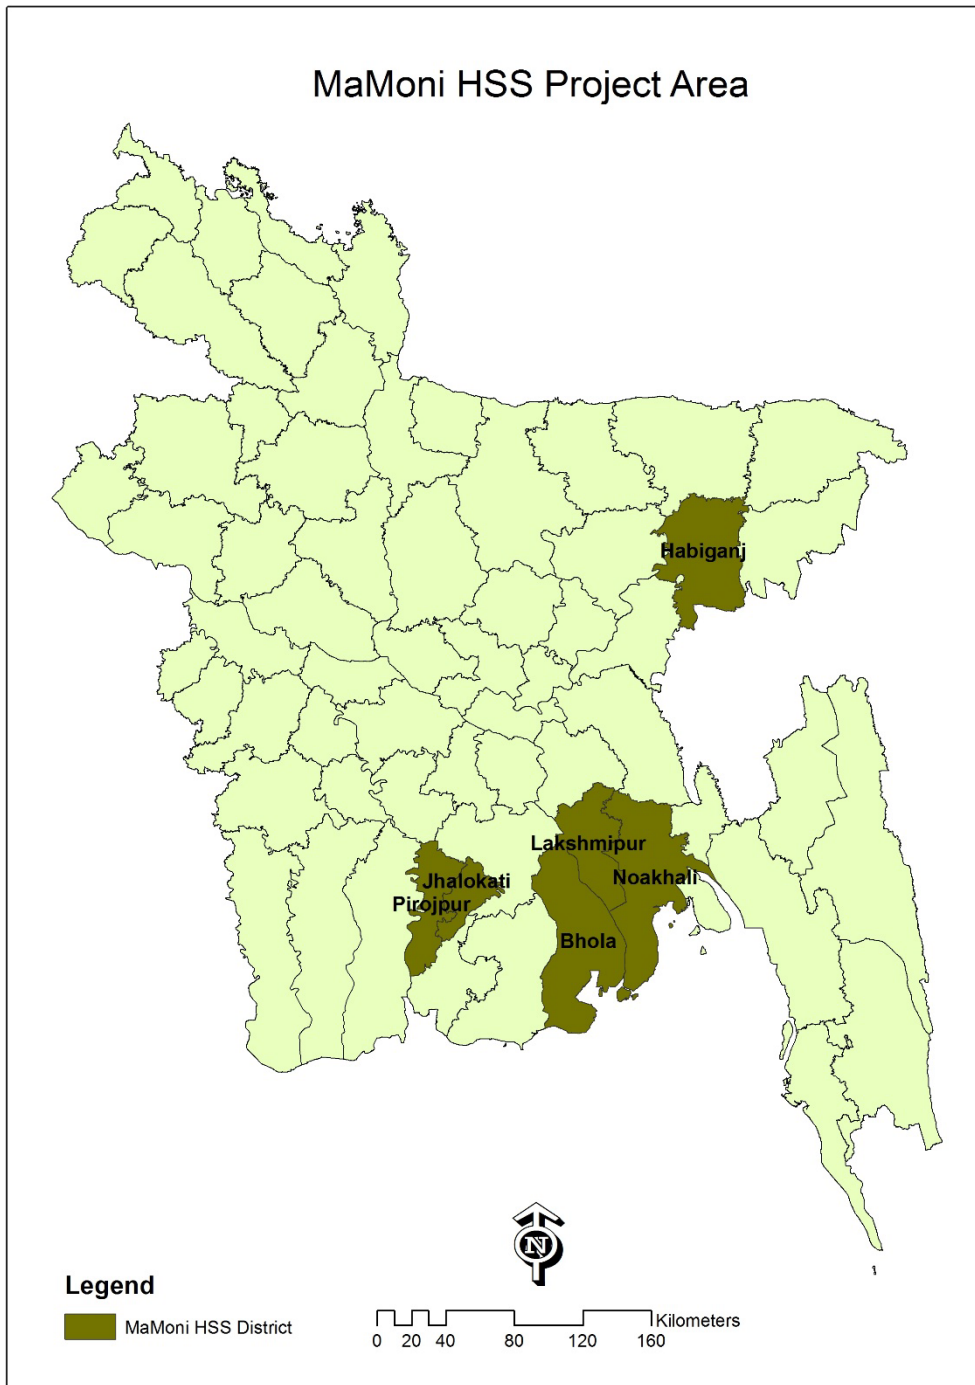 MaMoni HSS Project Area
Habiganj
Lakshmipur
Noakhali
Jhalokati
Pirojpur
Bhola
N
Legend
MaMoni HSS District
Kilometers
0 20 40 80 120 160